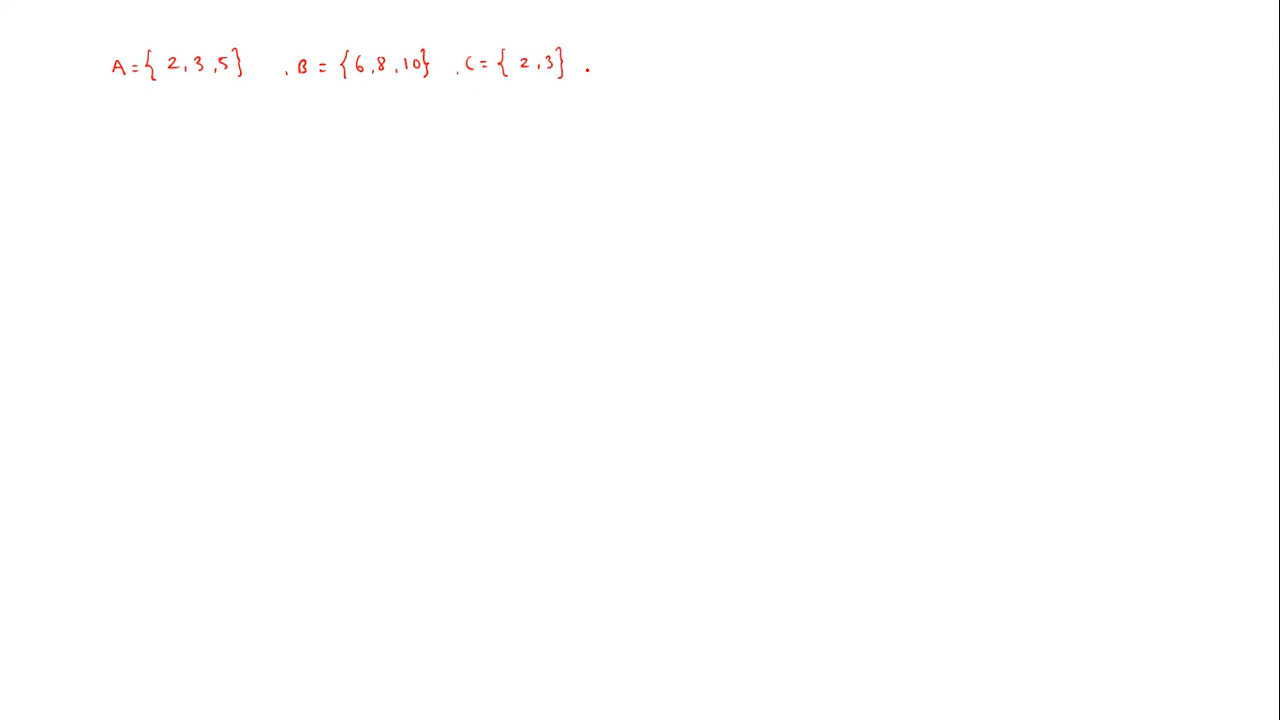 A = { 2, 3, 5 } , B = { 6, 8, 10 } , C = { 2, 3 } .